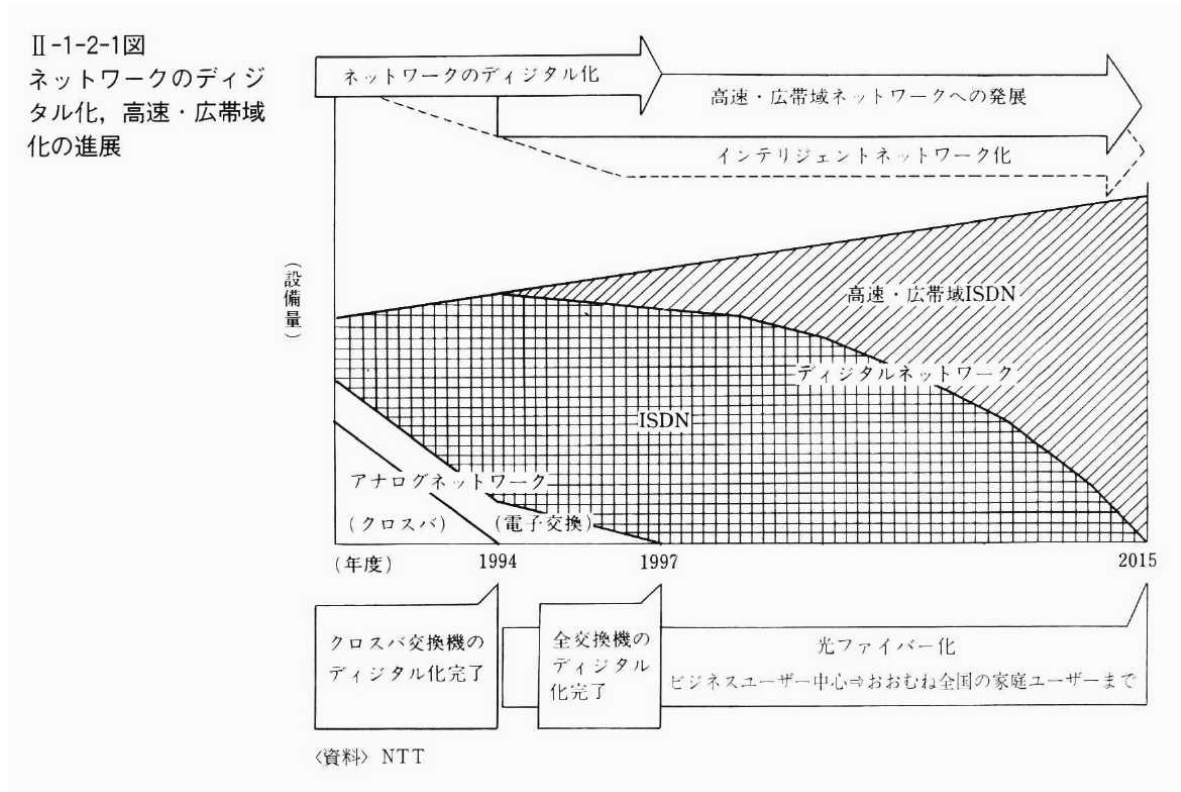 Ⅱ-1-2-1図
ネットワークのディジ
タル化，高速・広帯域
化の進展
ネットワークのディジタル化
高速・広帯域ネットワークへの発展
インテリジェントネットワーク化
(設備量)
高速・広帯域ISDN
ディジタルネットワーク
ISDN
アナログネットワーク
(クロスバ)
(電子交換)
(年度)
1994
1997
2015
クロスバ交換機の
ディジタル化完了
全交換機の
ディジタル
化完了
光ファイバー化
ビジネスユーザー中心⇒おおむね全国の家庭ユーザーまで
〈資料〉NTT